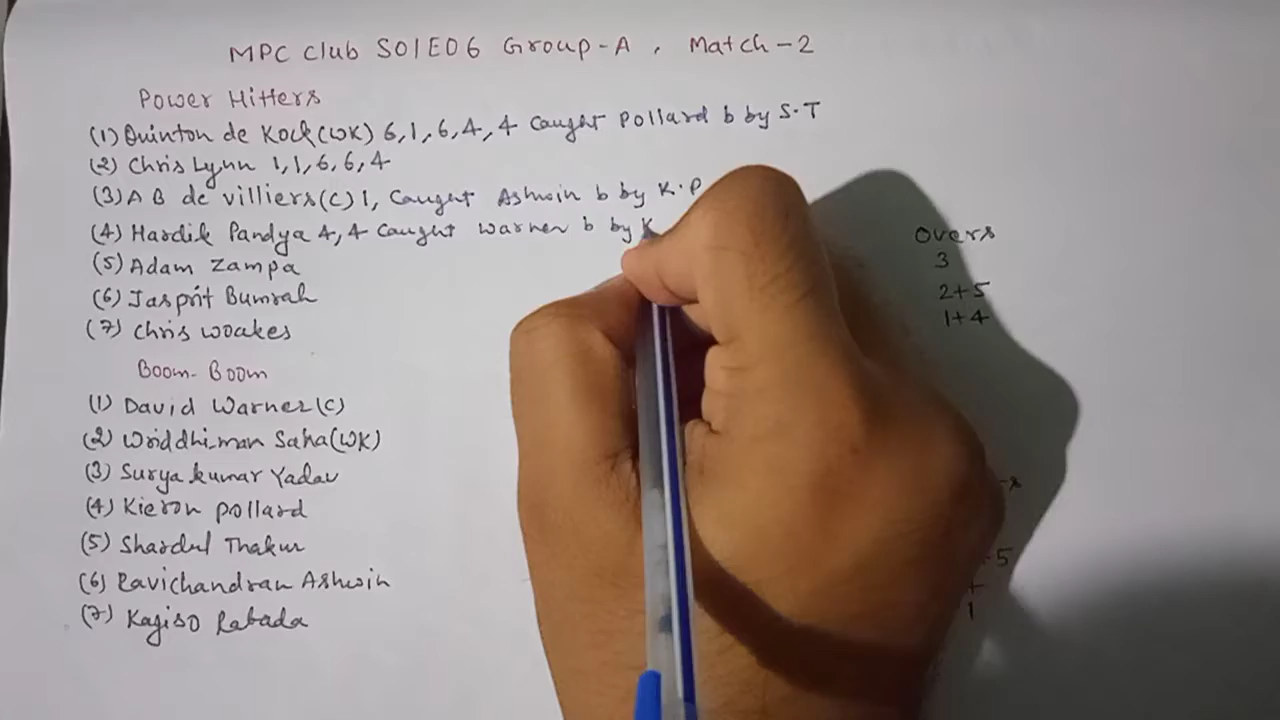 MPC Club S01E06 Group-A, Match-2
Power Hitters
(1) Quinton de Kock(WK) 6,1,6,4,4 Caught Pollard b by S.T
(2) Chris Lynn 1,1,6,6,4
(3) A B de villiers(C) 1, Caught Ashwin b by K.P
(4) Hardik Pandya 4,4 Caught Warner b by K
(5) Adam Zampa
(6) Jasprit Bumrah
(7) Chris Woakes
Overs
3
2+5
1+4
Boom-Boom
(1) David Warner(C)
(2) Wriddhiman Saha(WK)
(3) Surya kumar Yadav
(4) Kieron Pollard
(5) Shardul Thakur
(6) Ravichandran Ashwin
(7) Kagiso Rabada
5
+
1